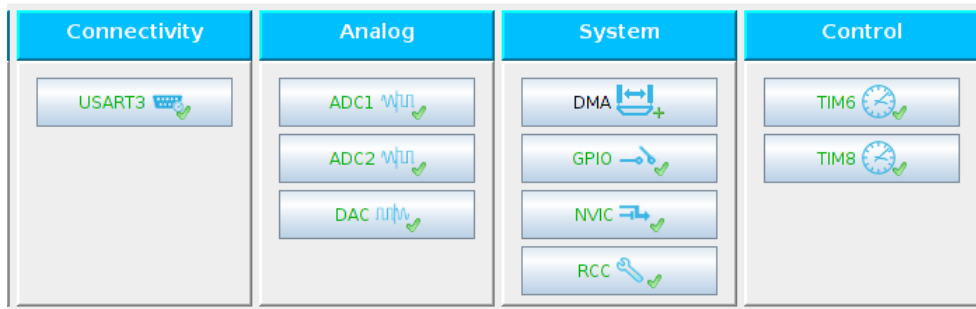 Connectivity
Analog
System
Control
USART3
ADC1
DMA
TIM6
ADC2
GPIO
TIM8
DAC
NVIC
RCC